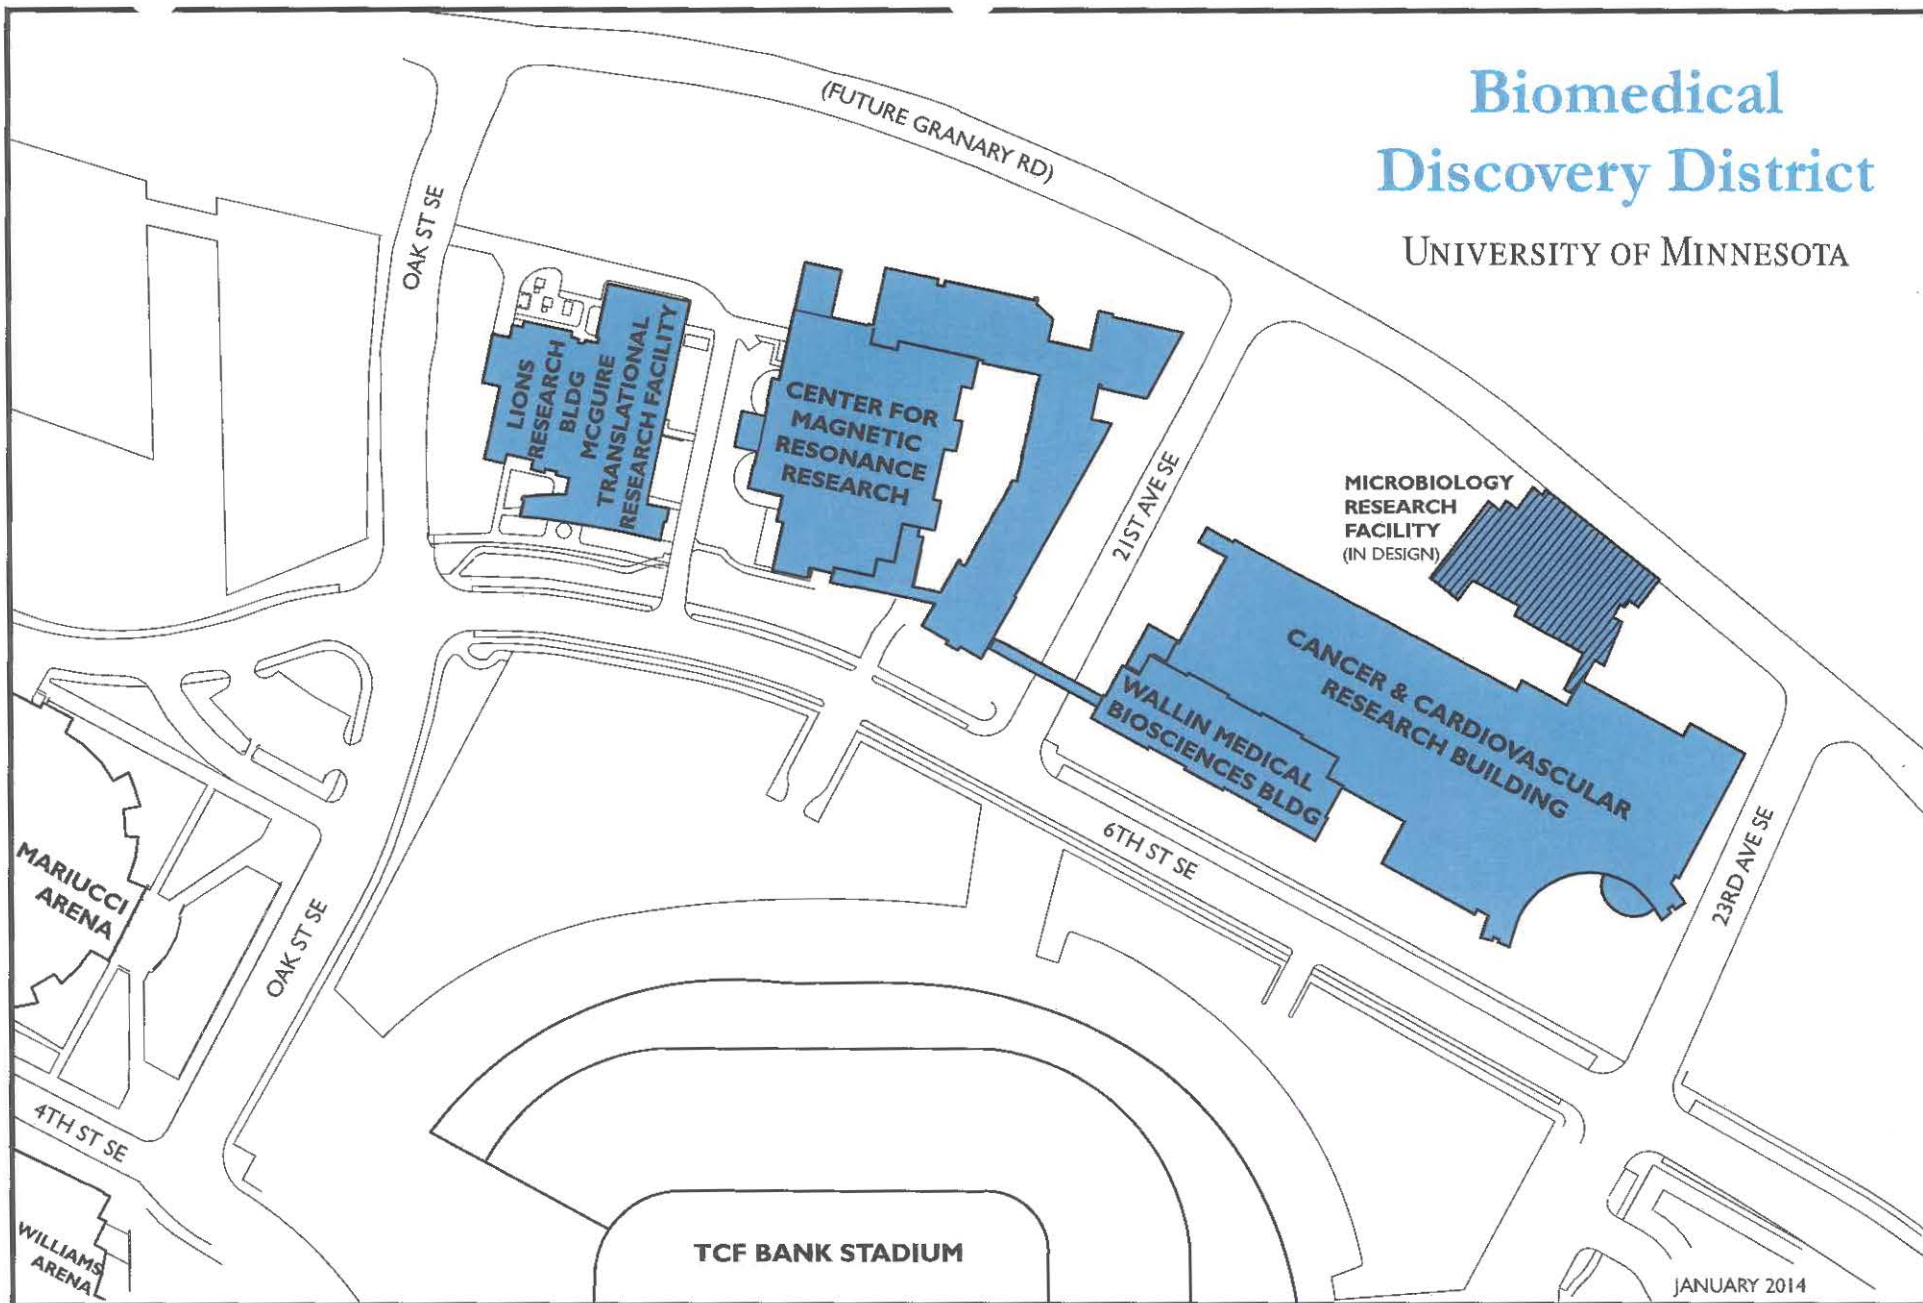 Biomedical
Discovery District
UNIVERSITY OF MINNESOTA
(FUTURE GRANARY RD)
OAK ST SE
LIONS
RESEARCH
BLDG
MCGUIRE
TRANSLATIONAL
RESEARCH FACILITY
CENTER FOR
MAGNETIC
RESONANCE
RESEARCH
21ST AVE SE
MICROBIOLOGY
RESEARCH
FACILITY
(IN DESIGN)
CANCER & CARDIOVASCULAR
RESEARCH BUILDING
WALLIN MEDICAL
BIOSCIENCES BLDG
6TH ST SE
23RD AVE SE
MARIUCCI
ARENA
OAK ST SE
4TH ST SE
WILLIAMS
ARENA
TCF BANK STADIUM
JANUARY 2014